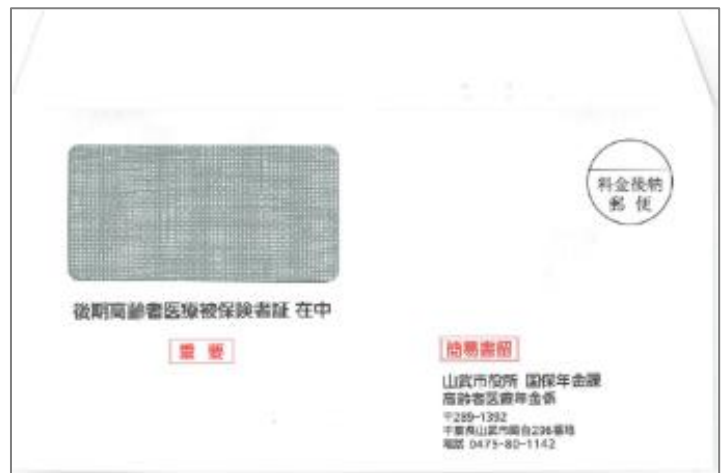 料金後納
郵便
後期高齢者医療被保険者証 在中
重要
簡易書留
山武市役所 国保年金課
高齢者医療年金係
〒289-1392
千葉県山武市殿台296番地
電話 0475-80-1142